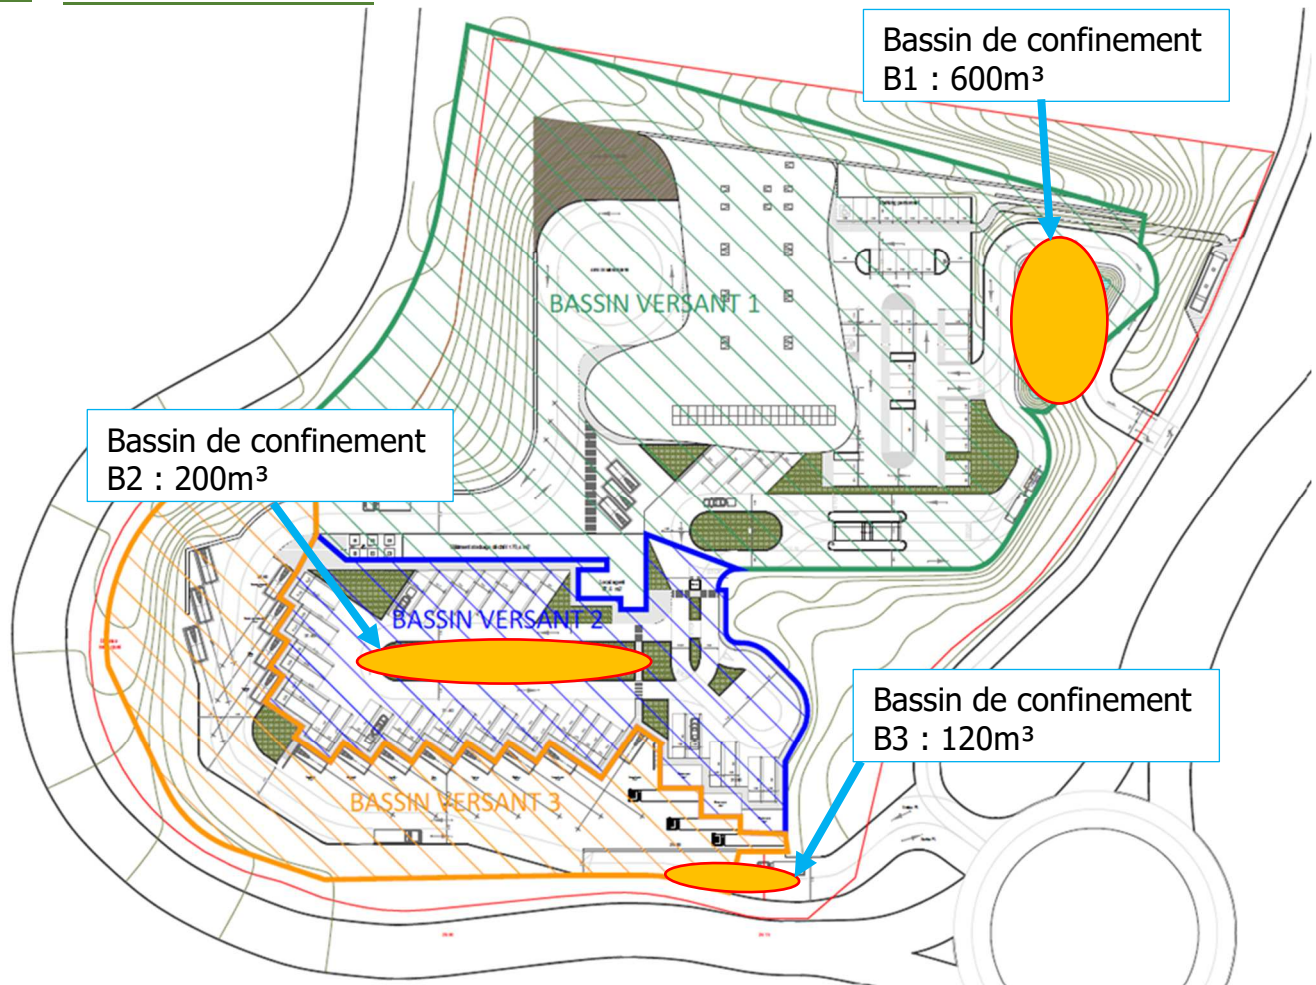 Bassin de confinement
B1 : 600m³
BASSIN VERSANT 1
Bassin de confinement
B2 : 200m³
BASSIN VERSANT 2
Bassin de confinement
B3 : 120m³
BASSIN VERSANT 3